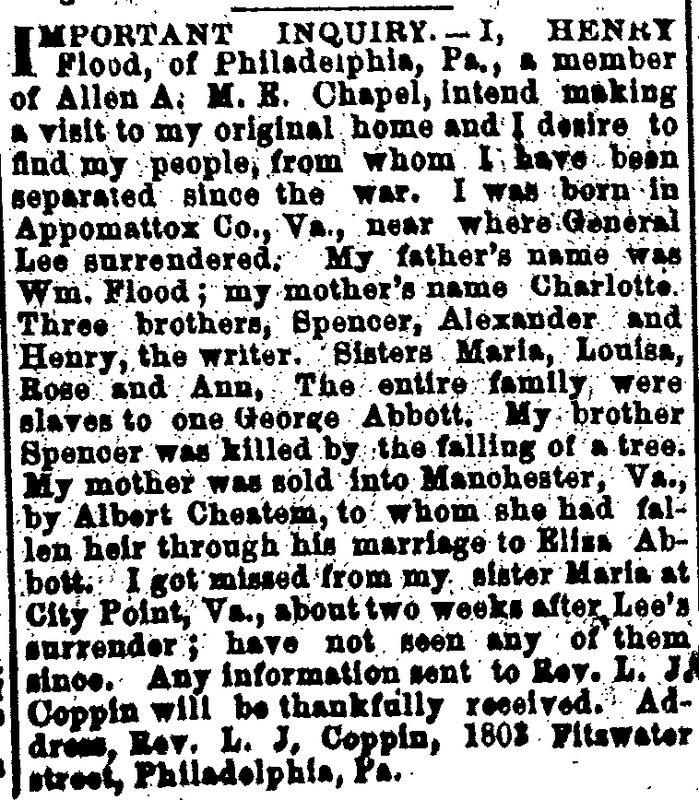 IMPORTANT INQUIRY.—I, HENRY
Flood, of Philadelphia, Pa., a member
of Allen A. M. E. Chapel, intend making
a visit to my original home and I desire to
find my people, from whom I have been
separated since the war. I was born in
Appomattox Co., Va., near where General
Lee surrendered. My father's name was
Wm. Flood; my mother's name Charlotte.
Three brothers, Spencer, Alexander and
Henry, the writer. Sisters Maria, Louisa,
Rose and Ann, The entire family were
slaves to one George Abbott. My brother
Spencer was killed by the falling of a tree.
My mother was sold into Manchester, Va.,
by Albert Cheatem, to whom she had fal-
len heir through his marriage to Eliza Ab-
bott. I got missed from my sister Maria at
City Point, Va., about two weeks after Lee's
surrender; have not seen any of them
since. Any information sent to Rev. L. J.
Coppin will be thankfully received. Ad-
dress, Rev. L. J. Coppin, 1803 Fitzwater
street, Philadelphia, Pa.